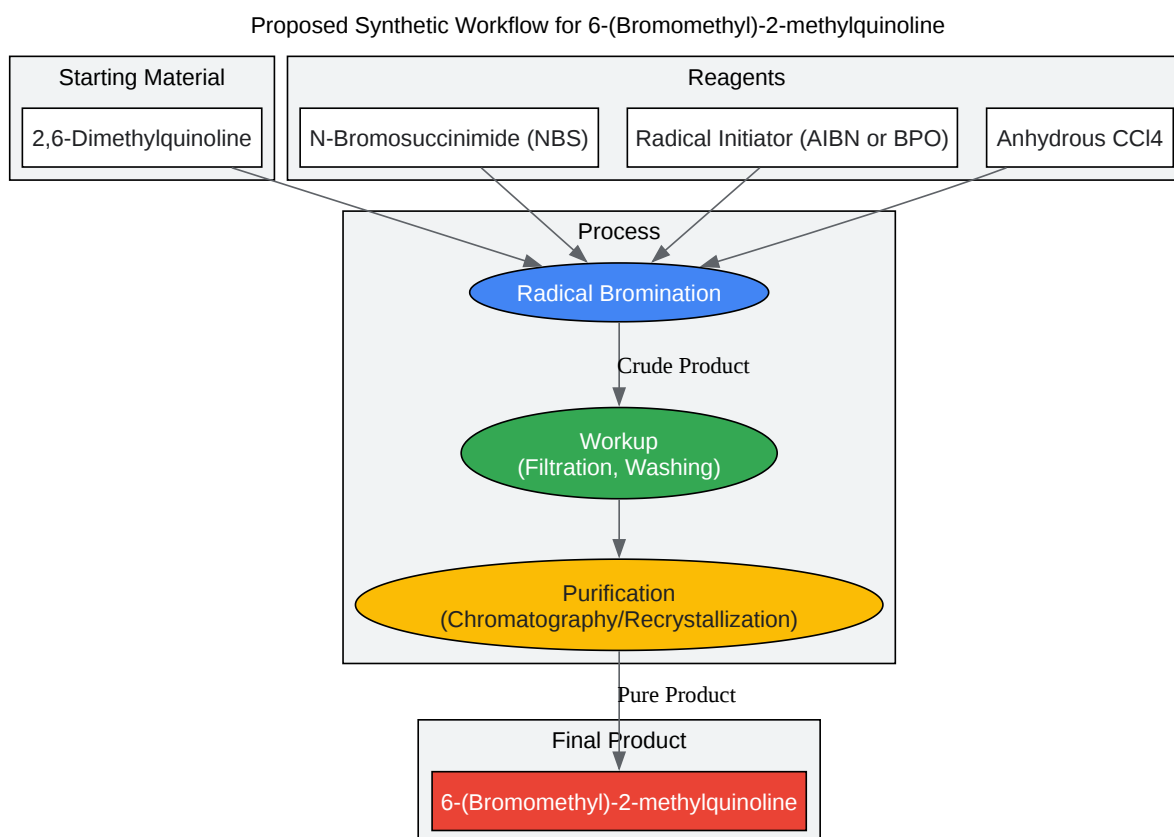 Proposed Synthetic Workflow for 6-(Bromomethyl)-2-methylquinoline
Starting Material
2,6-Dimethylquinoline
Reagents
N-Bromosuccinimide (NBS)
Radical Initiator (AIBN or BPO)
Anhydrous CCl4
Process
Radical Bromination
Crude Product
Workup
(Filtration, Washing)
Purification
(Chromatography/Recrystallization)
Pure Product
Final Product
6-(Bromomethyl)-2-methylquinoline